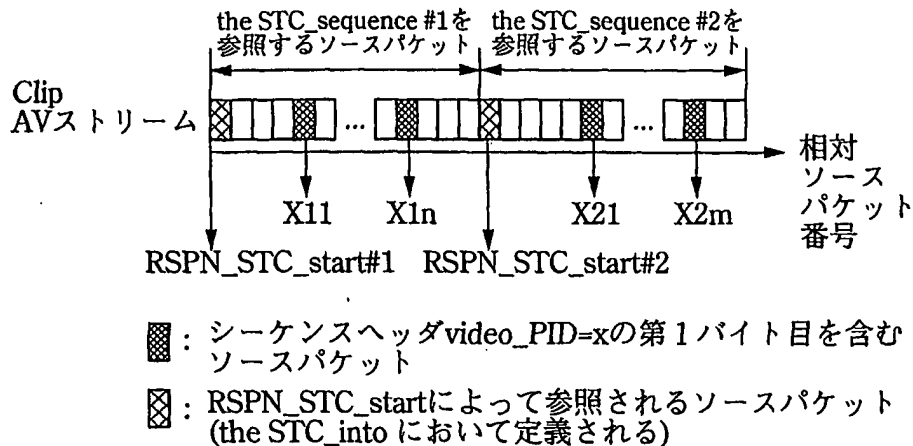 the STC_sequence #1を
参照するソースパケット
the STC_sequence #2を
参照するソースパケット
Clip
AVストリーム
...
...
相対
ソース
パケット
番号
X11
X1n
X21
X2m
RSPN_STC_start#1
RSPN_STC_start#2
: シーケンスヘッダvideo_PID=xの第1バイト目を含む
ソースパケット
: RSPN_STC_startによって参照されるソースパケット
(the STC_into において定義される)